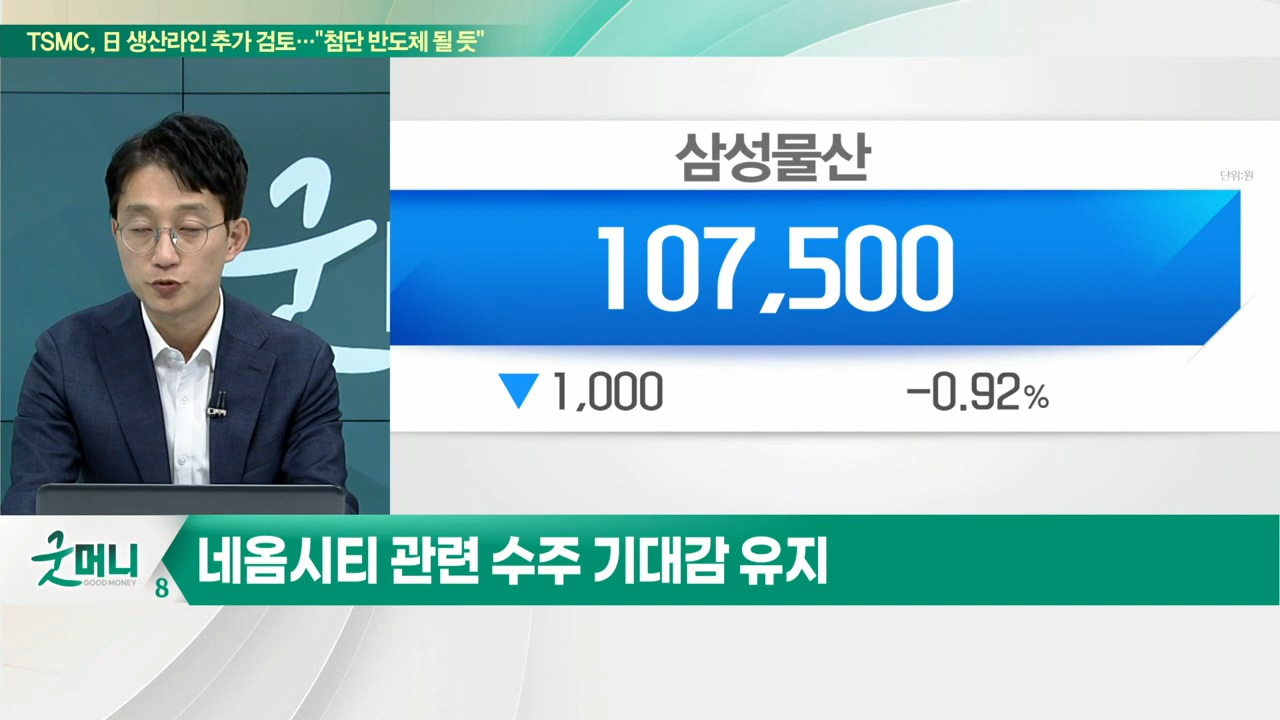 TSMC, 日 생산라인 추가 검토…"첨단 반도체 될 듯"
굿
삼성물산
단위:원
107,500
▼ 1,000 -0.92%
굿머니
GOOD MONEY
8
네옴시티 관련 수주 기대감 유지